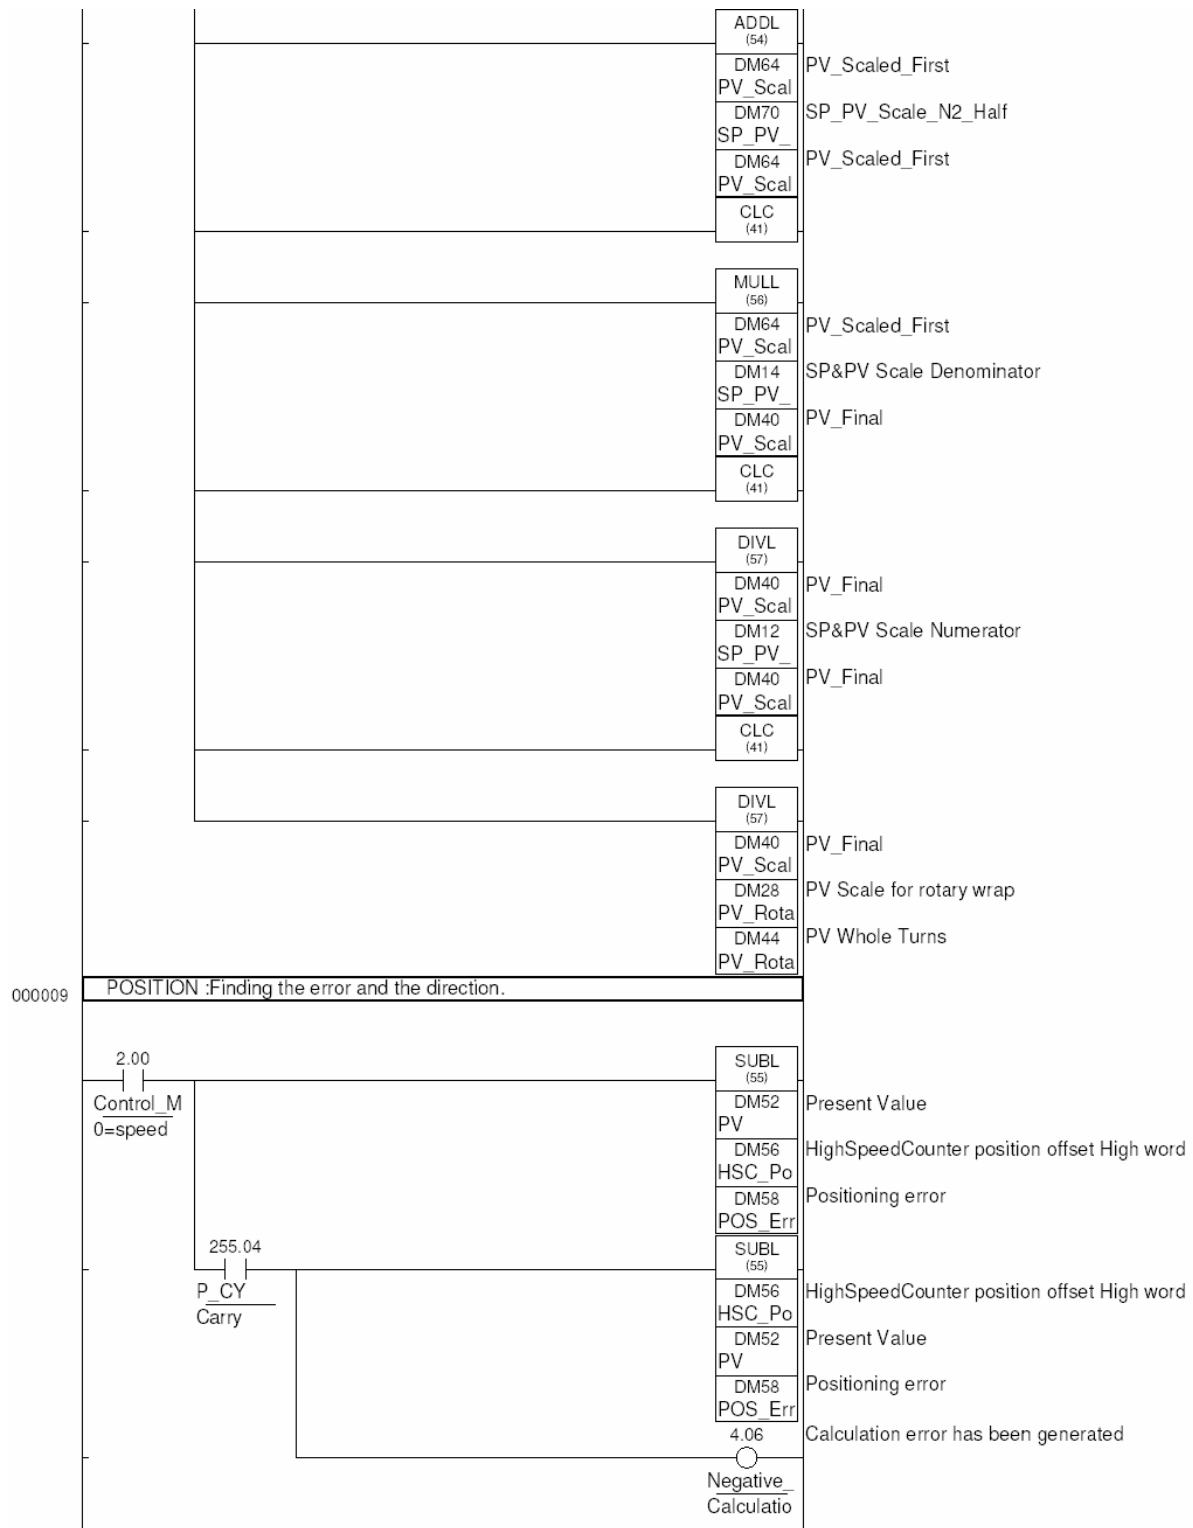 ADDL
(54)
DM64 PV_Scaled_First
PV_Scal
DM70 SP_PV_Scale_N2_Half
SP_PV_
DM64 PV_Scaled_First
PV_Scal
CLC
(41)
MULL
(56)
DM64 PV_Scaled_First
PV_Scal
DM14 SP&PV Scale Denominator
SP_PV_
DM40 PV_Final
PV_Scal
CLC
(41)
DIVL
(57)
DM40 PV_Final
PV_Scal
DM12 SP&PV Scale Numerator
SP_PV_
DM40 PV_Final
PV_Scal
CLC
(41)
DIVL
(57)
DM40 PV_Final
PV_Scal
DM28 PV Scale for rotary wrap
PV_Rota
DM44 PV Whole Turns
PV_Rota
000009 POSITION :Finding the error and the direction.
2.00 SUBL
(55)
Control_M DM52 Present Value
0=speed PV
DM56 HighSpeedCounter position offset High word
HSC_Po
DM58 Positioning error
POS_Err
255.04 SUBL
(55)
P_CY DM56 HighSpeedCounter position offset High word
Carry HSC_Po
DM52 Present Value
PV
DM58 Positioning error
POS_Err
4.06 Calculation error has been generated
Negative_
Calculatio